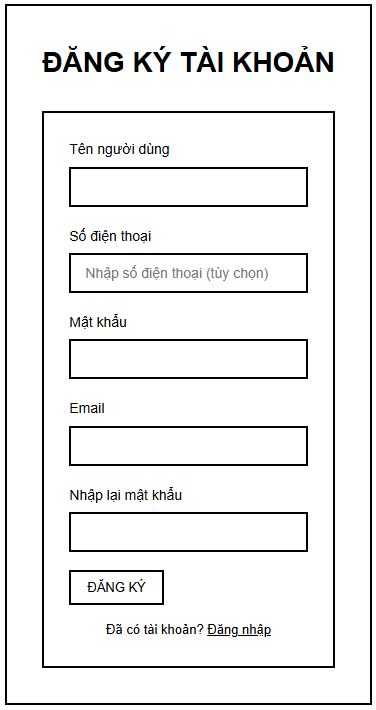 ĐĂNG KÝ TÀI KHOẢN
Tên người dùng
Số điện thoại
Nhập số điện thoại (tùy chọn)
Mật khẩu
Email
Nhập lại mật khẩu
ĐĂNG KÝ
Đã có tài khoản? Đăng nhập